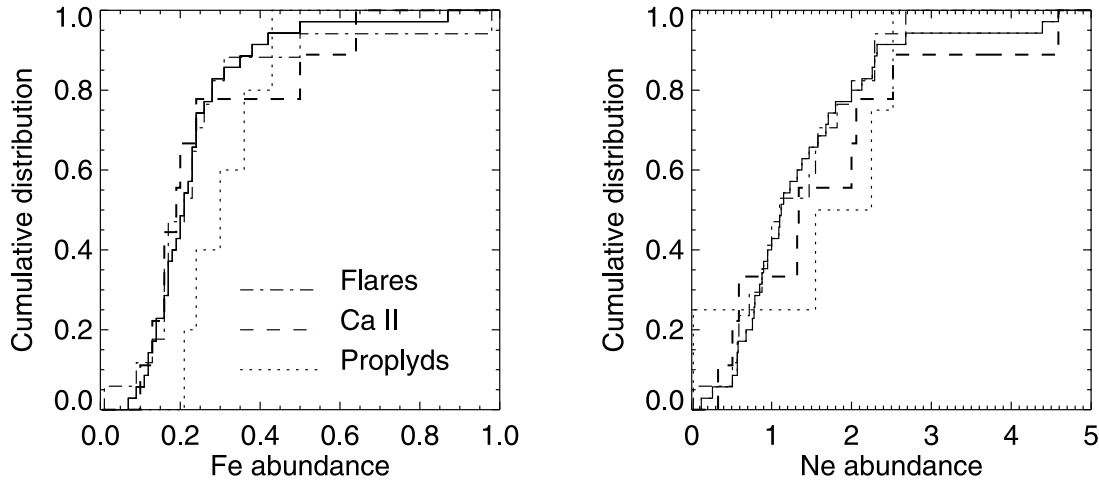 Cumulative distribution
1.0
0.8
0.6
0.4
0.2
0.0
Flares
Ca II
Proplyds
0.0 0.2 0.4 0.6 0.8 1.0
Fe abundance
Cumulative distribution
1.0
0.8
0.6
0.4
0.2
0.0
0 1 2 3 4 5
Ne abundance